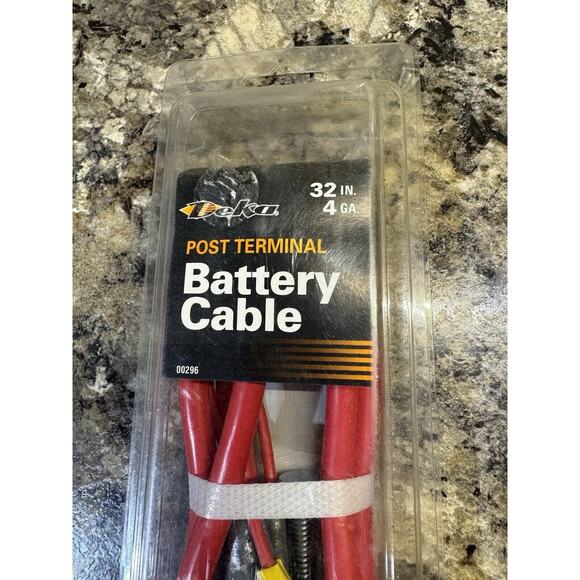 Deka
32 IN.
4 GA.
POST TERMINAL
Battery
Cable
00296